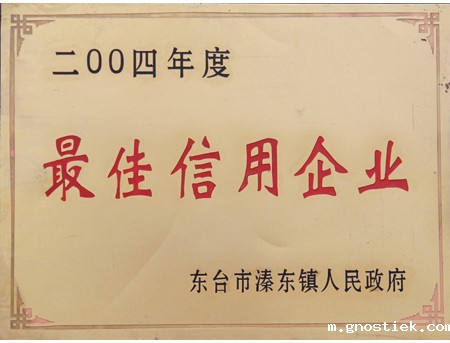 二00四年度
最佳信用企业
东台市溱东镇人民政府
m.gnostiek.com